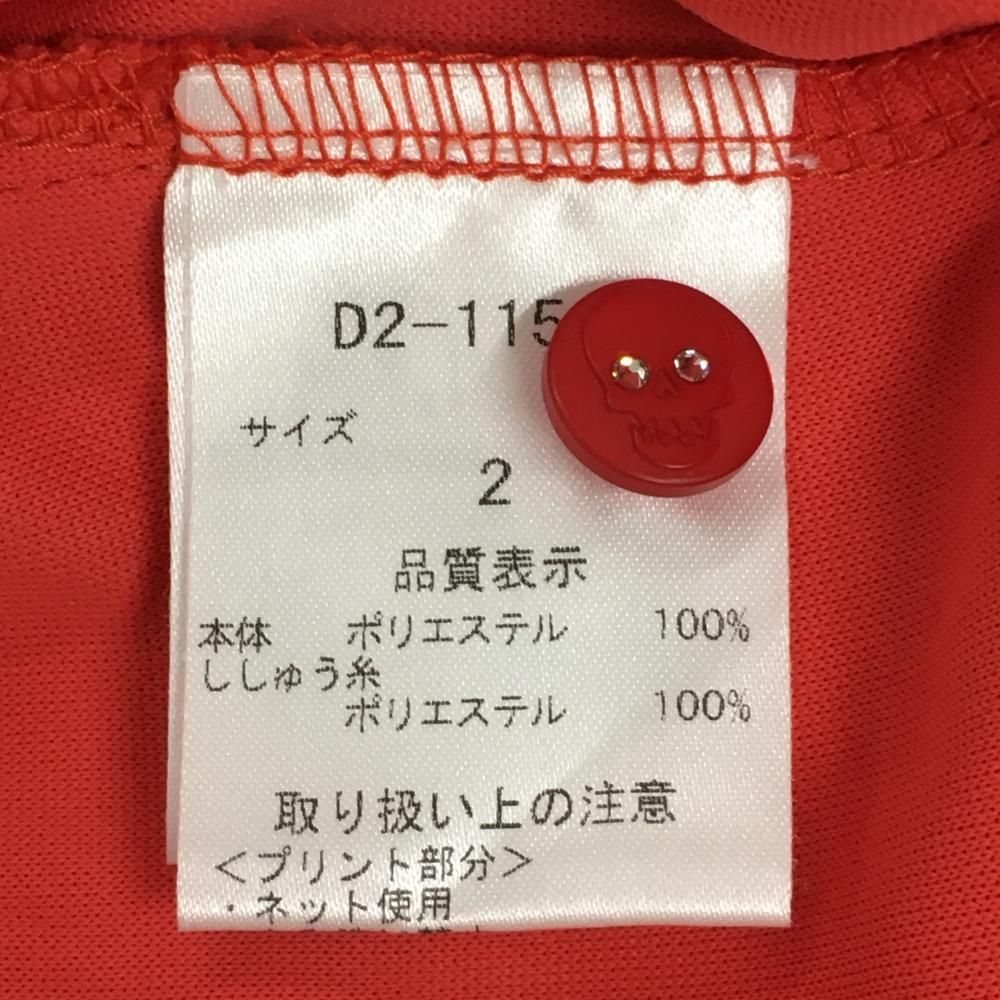 D2-115
サイズ
2
品質表示
本体 ポリエステル 100%
ししゅう糸
ポリエステル 100%
取り扱い上の注意
<プリント部分>
・ネット使用